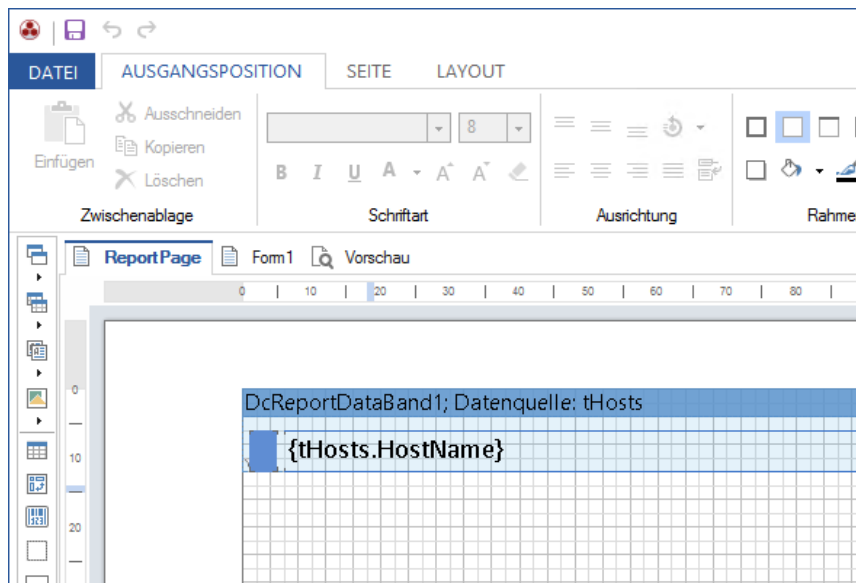 DATEI AUSGANGSPOSITION SEITE LAYOUT
Einfügen
Ausschneiden
Kopieren
Löschen
8
B I U A A A
Zwischenablage Schriftart Ausrichtung Rahme
ReportPage Form1 Vorschau
0 10 20 30 40 50 60 70 80
0
10
20
DcReportDataBand1; Datenquelle: tHosts
{tHosts.HostName}
123